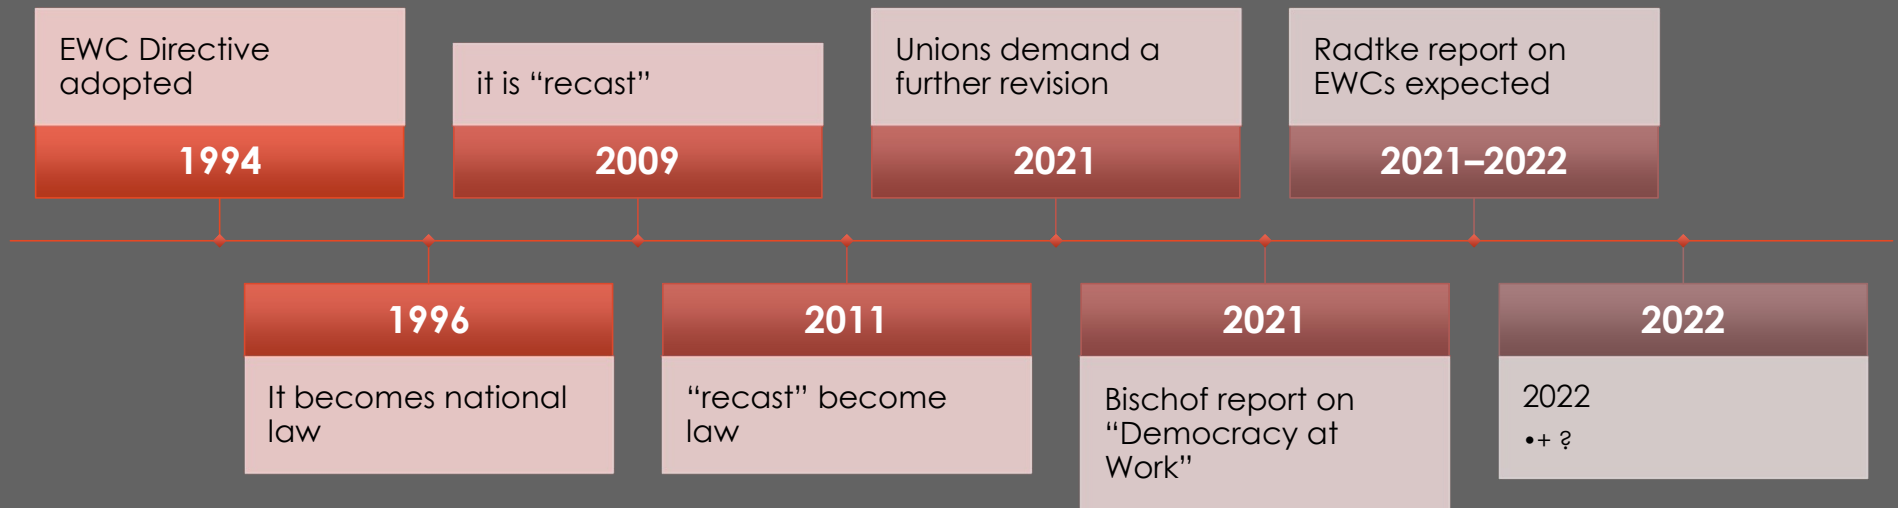 EWC Directive
adopted
1994
It becomes national
law
1996
it is “recast”
2009
“recast” become
law
2011
Unions demand a
further revision
2021
Bischof report on
“Democracy at
Work”
2021
Radtke report on
EWCs expected
2021–2022
2022
2022
•+ ?